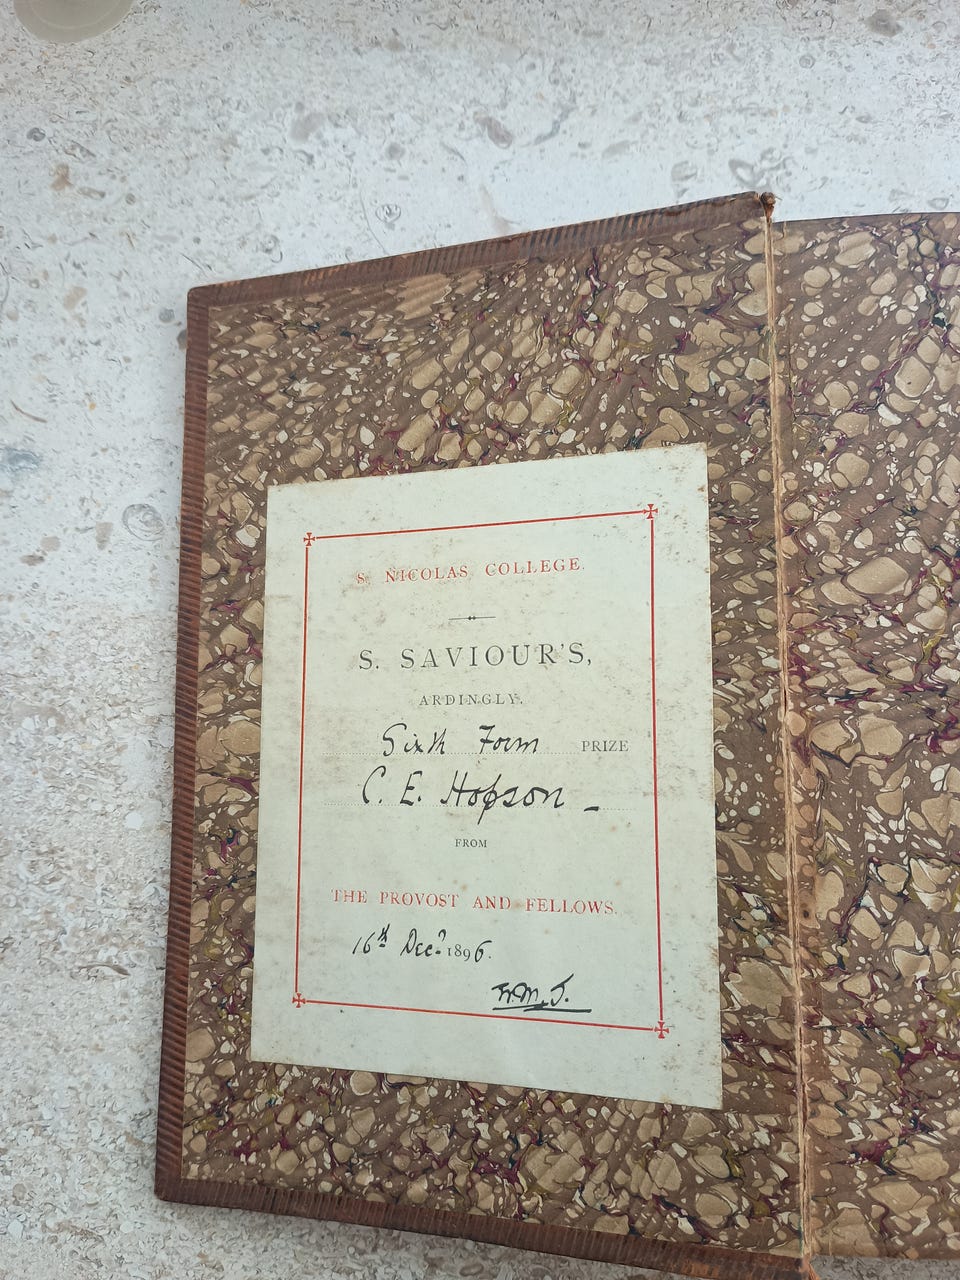 S. NICOLAS COLLEGE.
S. SAVIOUR'S,
ARDINGLY.
Sixth Form PRIZE
C. E. Hopson –
FROM
THE PROVOST AND FELLOWS.
16th Decr 1896.
F.M.J.